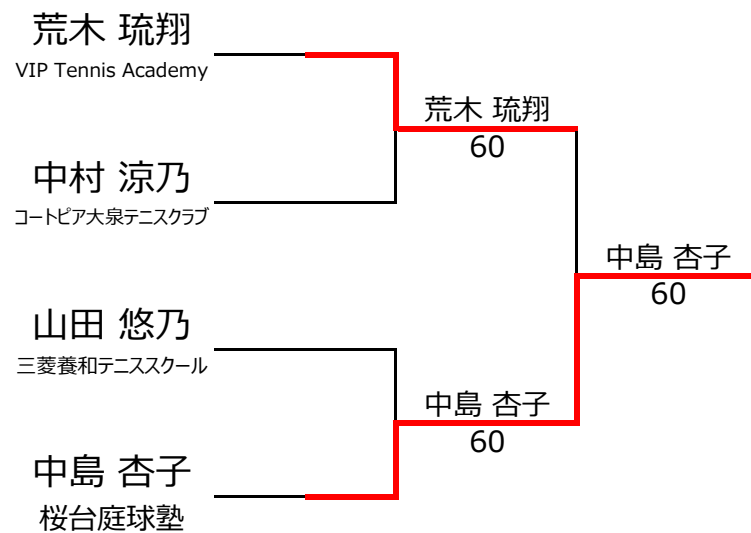 荒木 琉翔
VIP Tennis Academy
荒木 琉翔
60
中村 涼乃
コートピア大泉テニスクラブ
中島 杏子
60
山田 悠乃
三菱養和テニススクール
中島 杏子
60
中島 杏子
桜台庭球塾